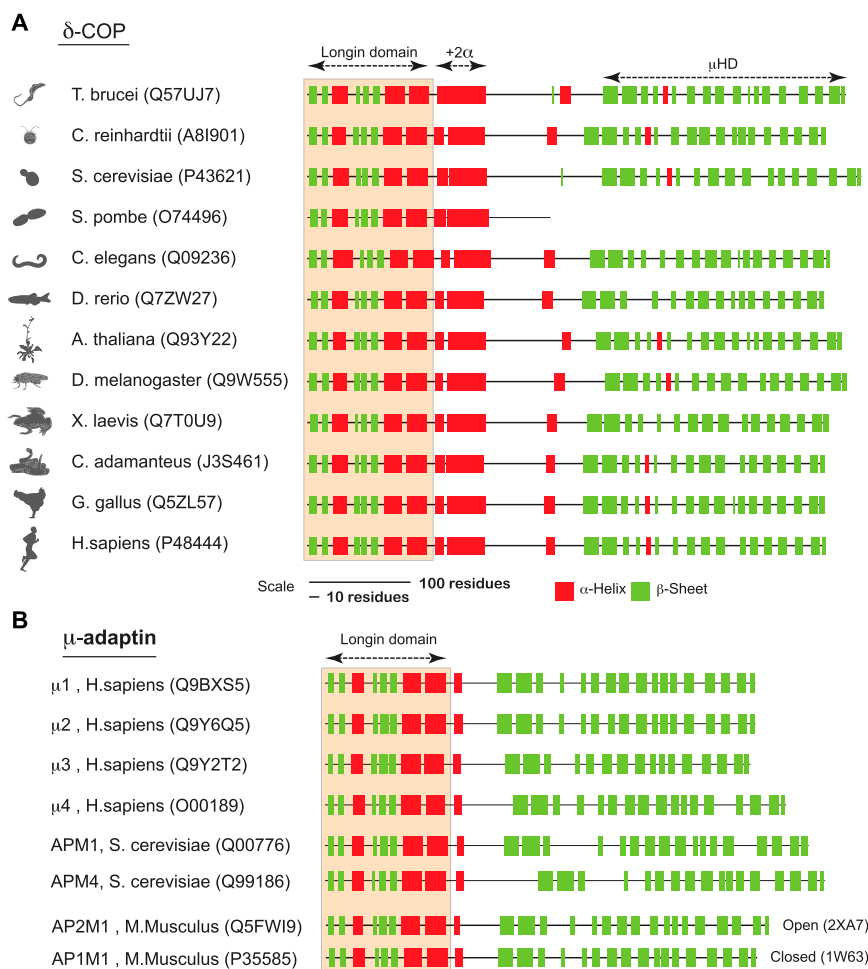 A
δ-COP
Longin domain
+2α
μHD
T. brucei (Q57UJ7)
C. reinhardtii (A8I901)
S. cerevisiae (P43621)
S. pombe (O74496)
C. elegans (Q09236)
D. rerio (Q7ZW27)
A. thaliana (Q93Y22)
D. melanogaster (Q9W555)
X. laevis (Q7T0U9)
C. adamanteus (J3S461)
G. gallus (Q5ZL57)
H.sapiens (P48444)
Scale
100 residues
10 residues
α-Helix
β-Sheet
B
μ-adaptin
Longin domain
μ1 , H.sapiens (Q9BXS5)
μ2 , H.sapiens (Q9Y6Q5)
μ3 , H.sapiens (Q9Y2T2)
μ4 , H.sapiens (O00189)
APM1, S. cerevisiae (Q00776)
APM4, S. cerevisiae (Q99186)
AP2M1 , M.Musculus (Q5FWI9) Open (2XA7)
AP1M1 , M.Musculus (P35585) Closed (1W63)